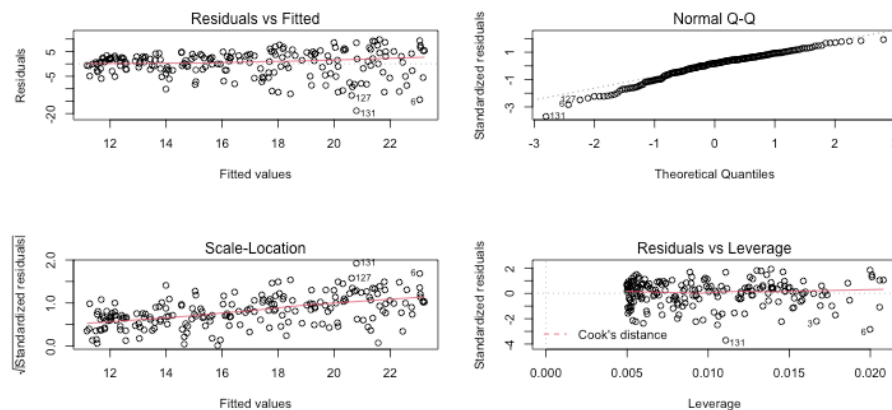 Residuals vs Fitted
Residuals
5
-5
-20
127
131
6
12 14 16 18 20 22
Fitted values
Normal Q-Q
Standardized residuals
1
-1
-3
127
6
131
-3 -2 -1 0 1 2 3
Theoretical Quantiles
Scale-Location
√|Standardized residuals|
2.0
1.0
0.0
131
127
6
12 14 16 18 20 22
Fitted values
Residuals vs Leverage
Standardized residuals
2
0
-2
-4
Cook's distance
131
3
6
0.000 0.005 0.010 0.015 0.020
Leverage